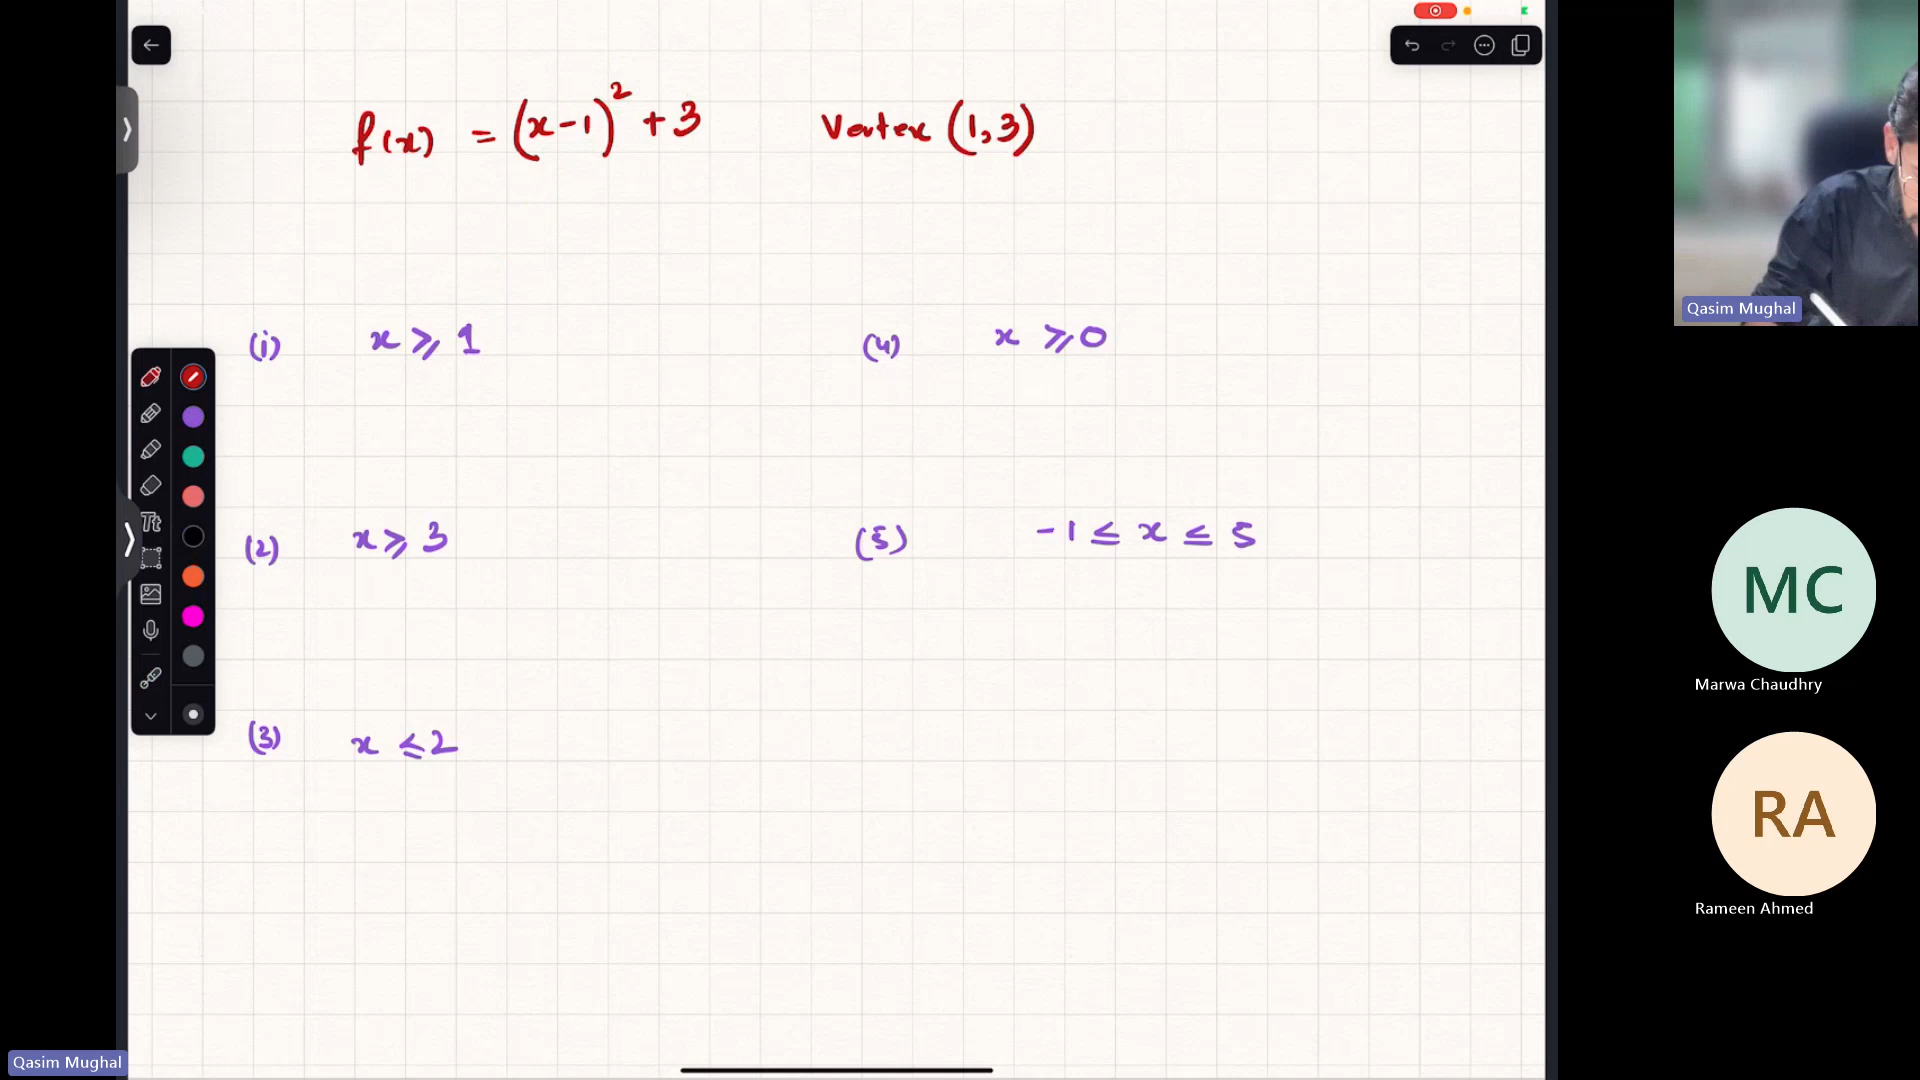 f(x) = (x-1)² + 3 Vertex (1,3)
(1) x ⩾ 1
(4) x ⩾ 0
(2) x ⩾ 3
(5) -1 ≤ x ≤ 5
(3) x ≤ 2
Tt
Qasim Mughal
MC
Marwa Chaudhry
RA
Rameen Ahmed
Qasim Mughal